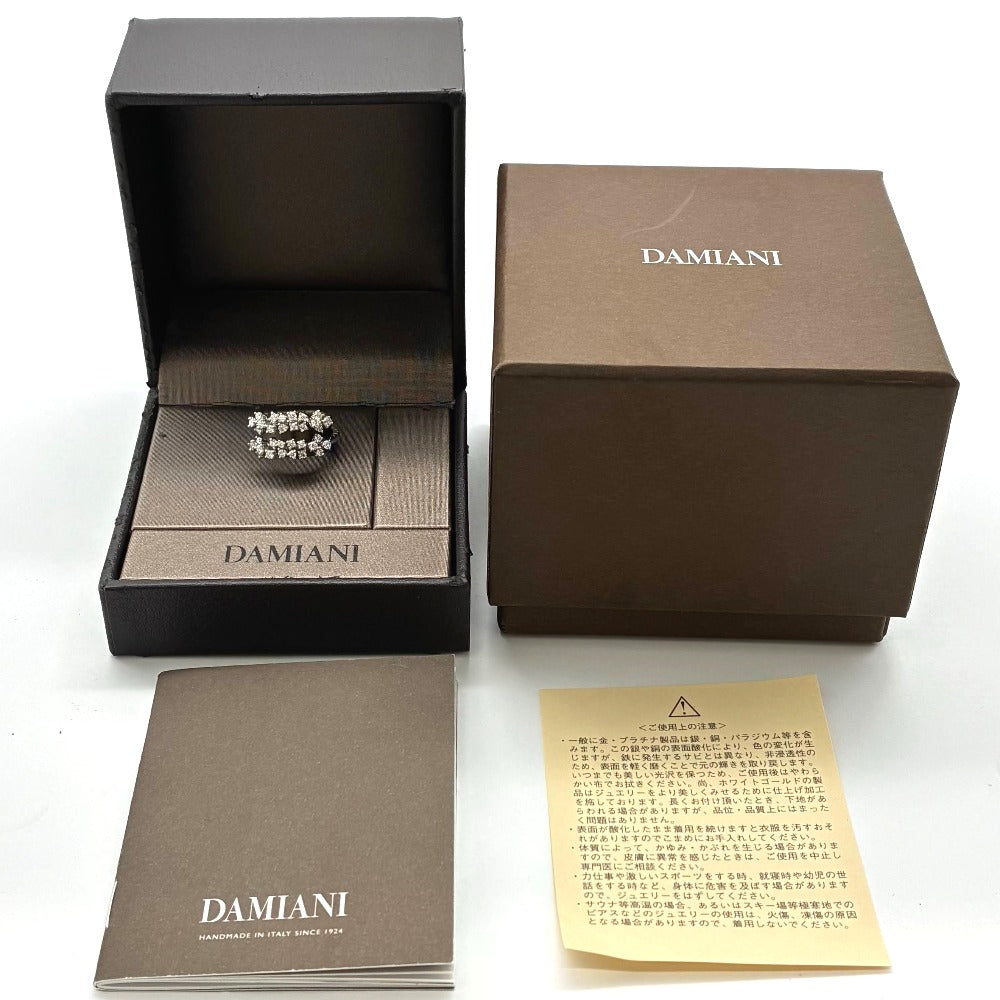 DAMIANI
DAMIANI
DAMIANI
HANDMADE IN ITALY SINCE 1924
＜ご使用上の注意＞
・一般に金・プラチナ製品は銀・銅・パラジウム等を含
みます。この銀や銅の表面酸化により、色の変化が生
じますが、鉄に発生するサビとは異なり、非浸透性の
ため、表面を軽く磨くことで元の輝きを取り戻します。
いつまでも美しい光沢を保つため、ご使用後はやわら
かい布でお拭きください。尚、ホワイトゴールドの製
品はジュエリーをより美しくみせるために仕上げ加工
を施しております。長くお付け頂いたとき、下地があ
らわれる場合がありますが、品位・品質上にはまった
く問題はありません。
・表面が酸化したまま着用を続けますと衣服を汚すおそ
れがありますのでこまめにお手入れしてください。
・体質によって、かゆみ・かぶれを生じる場合がありま
すので、皮膚に異常を感じたときは、ご使用を中止し
専門医にご相談ください。
・力仕事や激しいスポーツをする時、就寝時や幼児の世
話をする時など、身体に危害を及ぼす場合があります
ので、ジュエリーをはずしてください。
・サウナ等高温の場合、あるいはスキー場等極寒地での
ピアスなどのジュエリーの使用は、火傷、凍傷の原因
となる場合がありますので、着用しないでください。